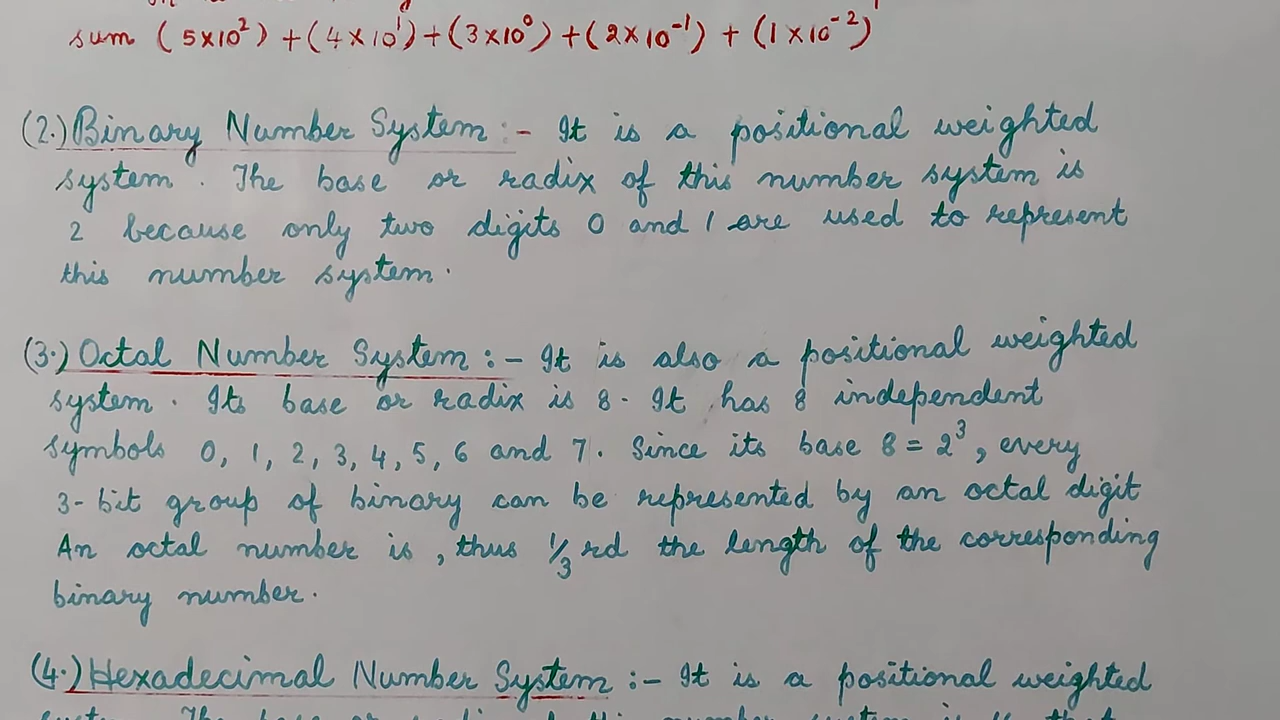 sum (5×10²) + (4×10¹) + (3×10⁰) + (2×10⁻¹) + (1×10⁻²)
(2.) Binary Number System :- It is a positional weighted
system. The base or radix of this number system is
2 because only two digits 0 and 1 are used to represent
this number system.
(3.) Octal Number System :- It is also a positional weighted
system. Its base or radix is 8. It has 8 independent
symbols 0, 1, 2, 3, 4, 5, 6 and 7. Since its base 8 = 2³, every
3-bit group of binary can be represented by an octal digit
An octal number is, thus 1/3 rd the length of the corresponding
binary number.
(4.) Hexadecimal Number System :- It is a positional weighted